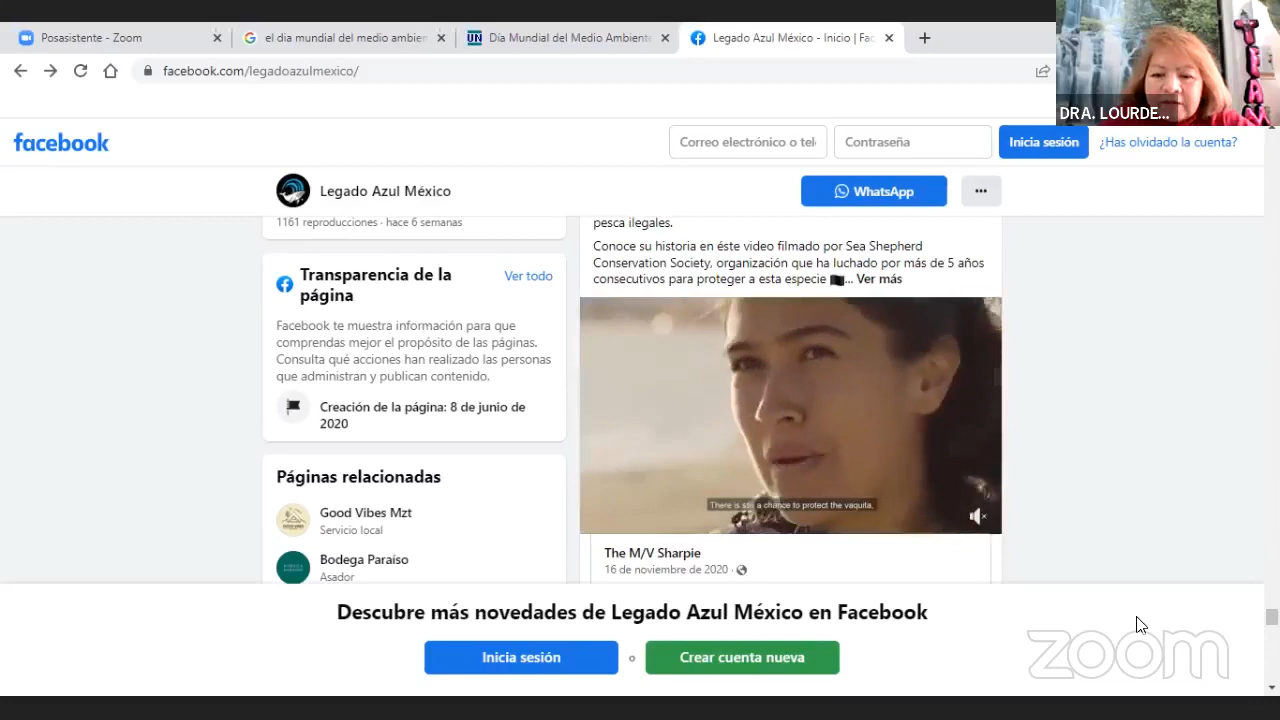 Posasistente - Zoom
el dia mundial del medio ambien
Día Mundial del Medio Ambiente
Legado Azul México - Inicio | Fac
facebook.com/legadoazulmexico/
TEAM
DRA. LOURDE...
facebook
Correo electrónico o tel
Contraseña
Inicia sesión
¿Has olvidado la cuenta?
Legado Azul México
WhatsApp
...
1161 reproducciones · hace 6 semanas
Transparencia de la
página
Ver todo
Facebook te muestra información para que
comprendas mejor el propósito de las páginas.
Consulta qué acciones han realizado las personas
que administran y publican contenido.
Creación de la página: 8 de junio de
2020
Páginas relacionadas
Good Vibes Mzt
Servicio local
Bodega Paraíso
Asador
pesca ilegales.
Conoce su historia en éste video filmado por Sea Shepherd
Conservation Society, organización que ha luchado por más de 5 años
consecutivos para proteger a esta especie 🏴... Ver más
There is still a chance to protect the vaquita,
The M/V Sharpie
16 de noviembre de 2020 ·
Descubre más novedades de Legado Azul México en Facebook
Inicia sesión
o
Crear cuenta nueva
zoom